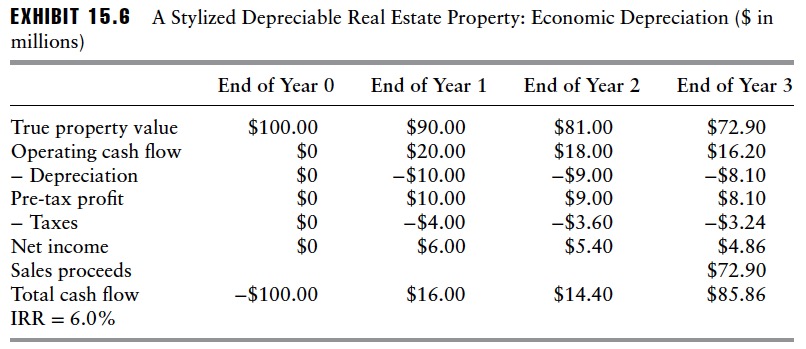 EXHIBIT 15.6 A Stylized Depreciable Real Estate Property: Economic Depreciation ($ in
millions)
End of Year 0 End of Year 1 End of Year 2 End of Year 3
True property value $100.00 $90.00 $81.00 $72.90
Operating cash flow $0 $20.00 $18.00 $16.20
– Depreciation $0 –$10.00 –$9.00 –$8.10
Pre-tax profit $0 $10.00 $9.00 $8.10
– Taxes $0 –$4.00 –$3.60 –$3.24
Net income $0 $6.00 $5.40 $4.86
Sales proceeds $72.90
Total cash flow –$100.00 $16.00 $14.40 $85.86
IRR = 6.0%